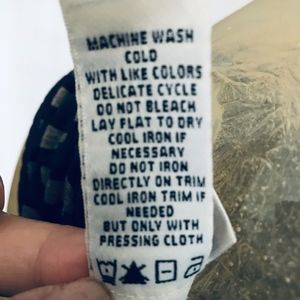 MACHINE WASH
COLD
WITH LIKE COLORS
DELICATE CYCLE
DO NOT BLEACH
LAY FLAT TO DRY
COOL IRON IF
NECESSARY
DO NOT IRON
DIRECTLY ON TRIM
COOL IRON TRIM IF
NEEDED
BUT ONLY WITH
PRESSING CLOTH